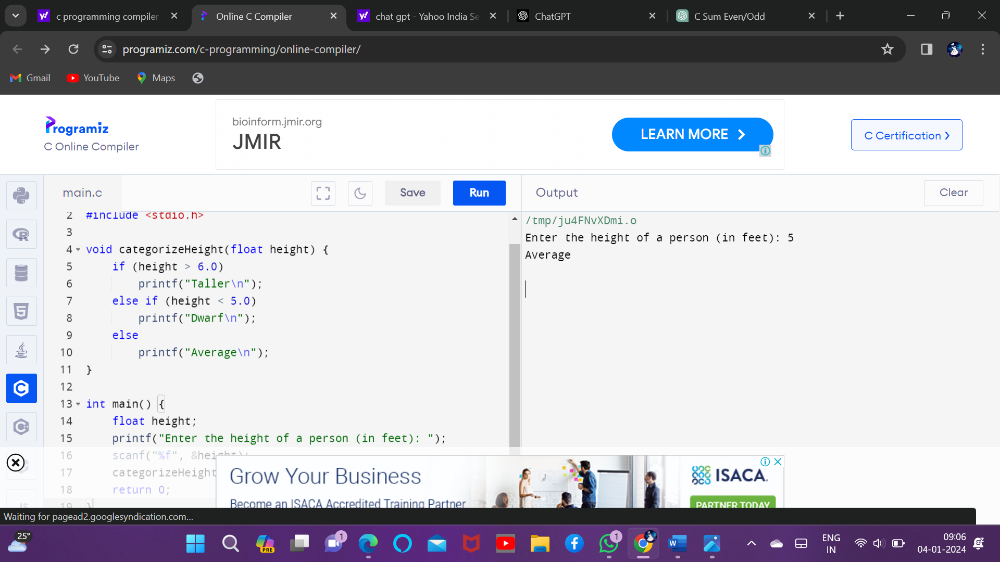 c programming compiler
Online C Compiler
chat gpt - Yahoo India Se
ChatGPT
C Sum Even/Odd
programiz.com/c-programming/online-compiler/
Gmail
YouTube
Maps
Programiz
C Online Compiler
bioinform.jmir.org
JMIR
LEARN MORE
C Certification
main.c
Save
Run
Output
Clear
2 #include <stdio.h>
3
4 void categorizeHeight(float height) {
5 if (height > 6.0)
6 printf("Taller\n");
7 else if (height < 5.0)
8 printf("Dwarf\n");
9 else
10 printf("Average\n");
11 }
12
13 int main() {
14 float height;
15 printf("Enter the height of a person (in feet): ");
16 scanf("%f", &height);
17 categorizeHeight
18 return 0;
19 }
/tmp/ju4FNvXDmi.o
Enter the height of a person (in feet): 5
Average
Grow Your Business
Become an ISACA Accredited Training Partner
ISACA.
PARTNER TODAY
JS
Waiting for pagead2.googlesyndication.com...
25°
PRE
1
1
W
ENG
IN
09:06
04-01-2024